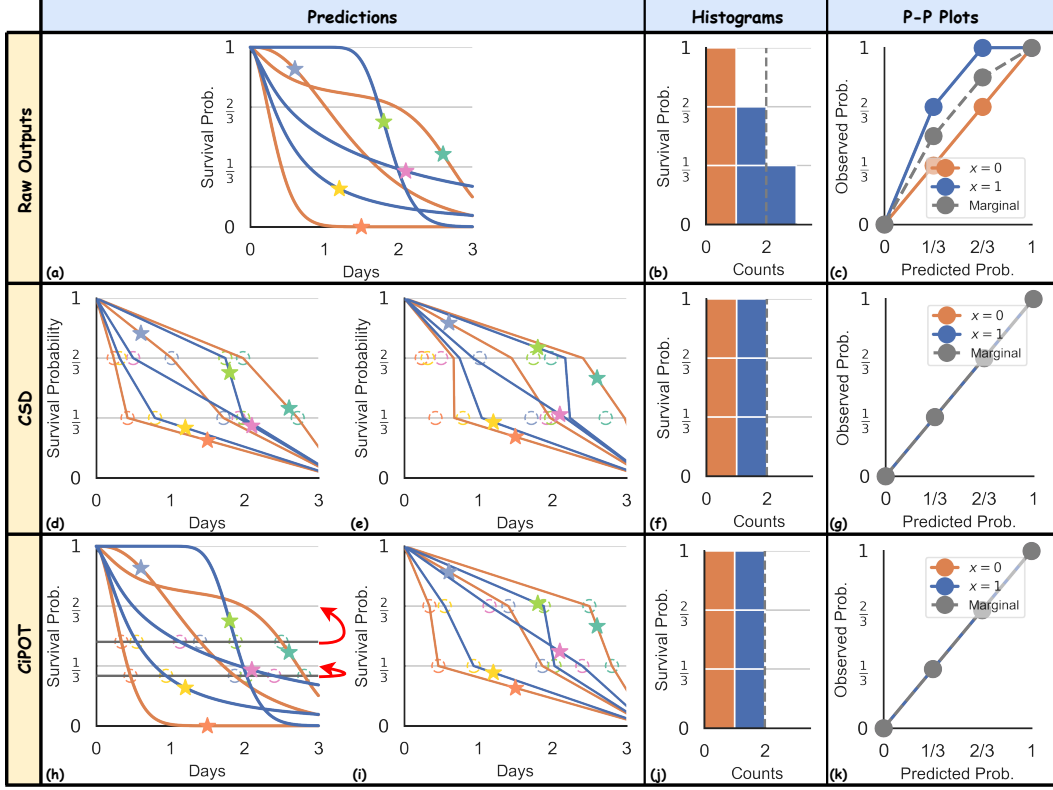 Predictions
Histograms
P-P Plots
Raw Outputs
Survival Prob.
1
2/3
1/3
0
0 1 2 3
Days
(a)
Survival Prob.
1
2/3
1/3
0
0 2
Counts
(b)
Observed Prob.
1
2/3
1/3
0
x = 0
x = 1
Marginal
0 1/3 2/3 1
Predicted Prob.
(c)
CSD
Survival Probability
1
2/3
1/3
0
0 1 2 3
Days
(d)
Survival Probability
1
2/3
1/3
0
0 1 2 3
Days
(e)
Survival Prob.
1
2/3
1/3
0
0 2
Counts
(f)
Observed Prob.
1
2/3
1/3
0
x = 0
x = 1
Marginal
0 1/3 2/3 1
Predicted Prob.
(g)
CiPOT
Survival Prob.
1
2/3
1/3
0
0 1 2 3
Days
(h)
Survival Prob.
1
2/3
1/3
0
0 1 2 3
Days
(i)
Survival Prob.
1
2/3
1/3
0
0 2
Counts
(j)
Observed Prob.
1
2/3
1/3
0
x = 0
x = 1
Marginal
0 1/3 2/3 1
Predicted Prob.
(k)